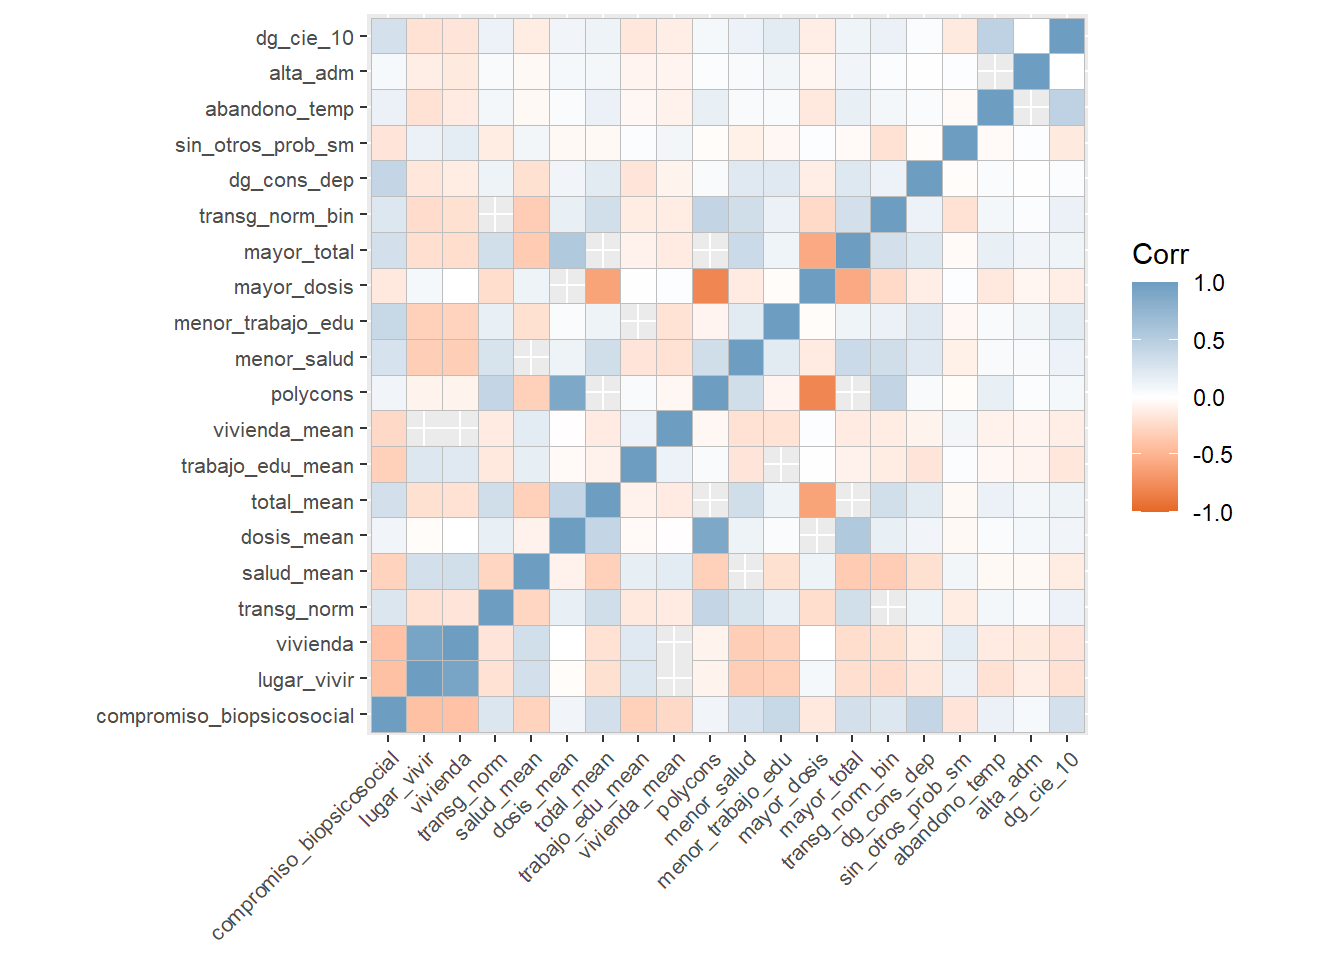 dg_cie_10
alta_adm
abandono_temp
sin_otros_prob_sm
dg_cons_dep
transg_norm_bin
mayor_total
mayor_dosis
menor_trabajo_edu
menor_salud
polycons
vivienda_mean
trabajo_edu_mean
total_mean
dosis_mean
salud_mean
transg_norm
vivienda
lugar_vivir
compromiso_biopsicosocial
compromiso_biopsicosocial
lugar_vivir
vivienda
transg_norm
salud_mean
dosis_mean
total_mean
trabajo_edu_mean
vivienda_mean
polycons
menor_salud
menor_trabajo_edu
mayor_dosis
mayor_total
transg_norm_bin
dg_cons_dep
sin_otros_prob_sm
abandono_temp
alta_adm
dg_cie_10
Corr
1.0
0.5
0.0
-0.5
-1.0